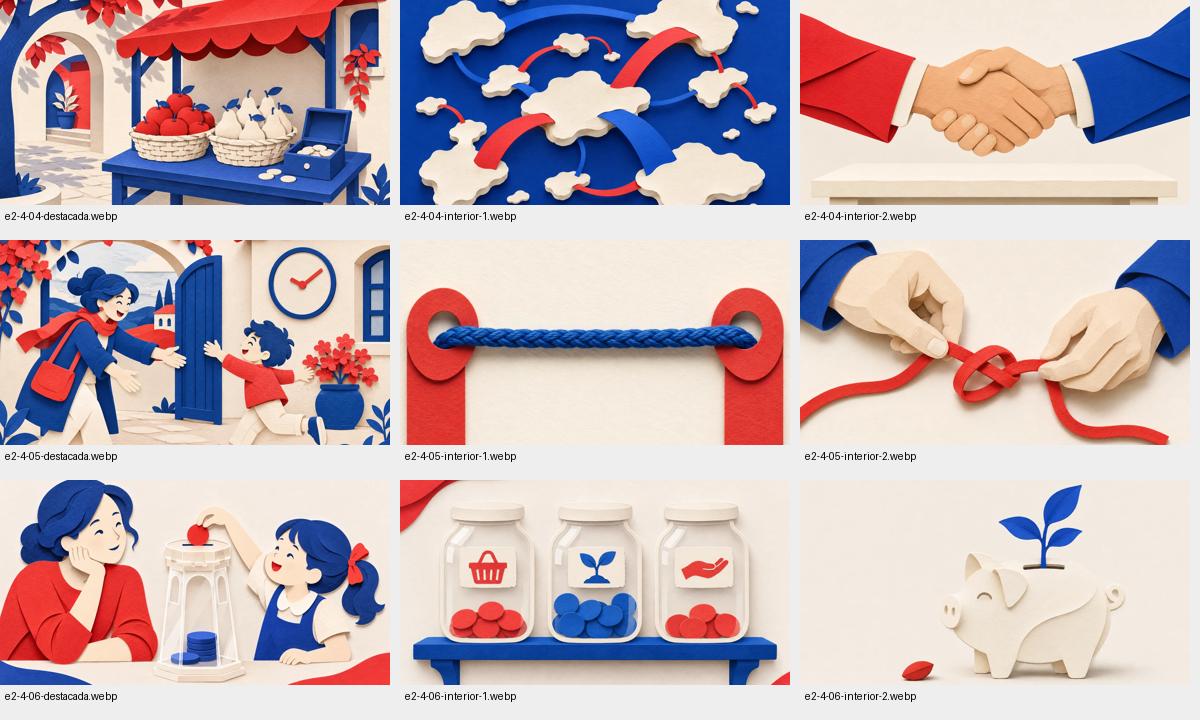 e2-4-04-destacada.webp
e2-4-04-interior-1.webp
e2-4-04-interior-2.webp
e2-4-05-destacada.webp
e2-4-05-interior-1.webp
e2-4-05-interior-2.webp
e2-4-06-destacada.webp
e2-4-06-interior-1.webp
e2-4-06-interior-2.webp